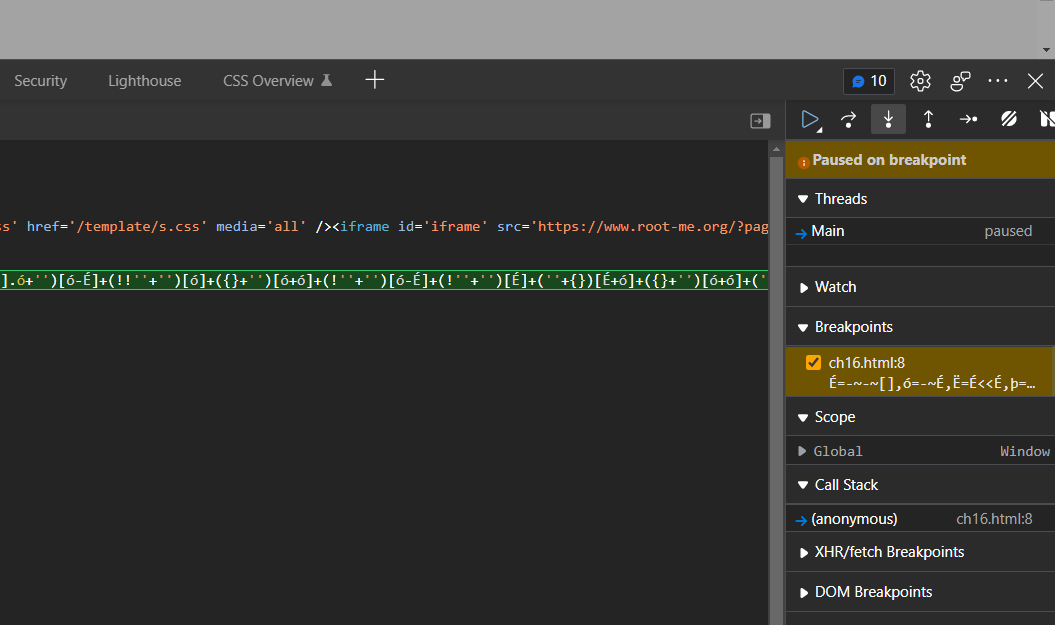 Security Lighthouse CSS Overview
10
Paused on breakpoint
Threads
ss' href='/template/s.css' media='all' /><iframe id='iframe' src='https://www.root-me.org/?pag
Main paused
].ó+'')[ó-É]+(!!''+'')[ó]+({}+'')[ó+ó]+(!''+'')[ó-É]+(!''+'')[É]+(''+{})[É+ó]+({}+'')[ó+ó]+('
Watch
Breakpoints
ch16.html:8
É=-~-~[],ó=-~É,Ë=É<<É,þ=…
Scope
Global Window
Call Stack
(anonymous) ch16.html:8
XHR/fetch Breakpoints
DOM Breakpoints